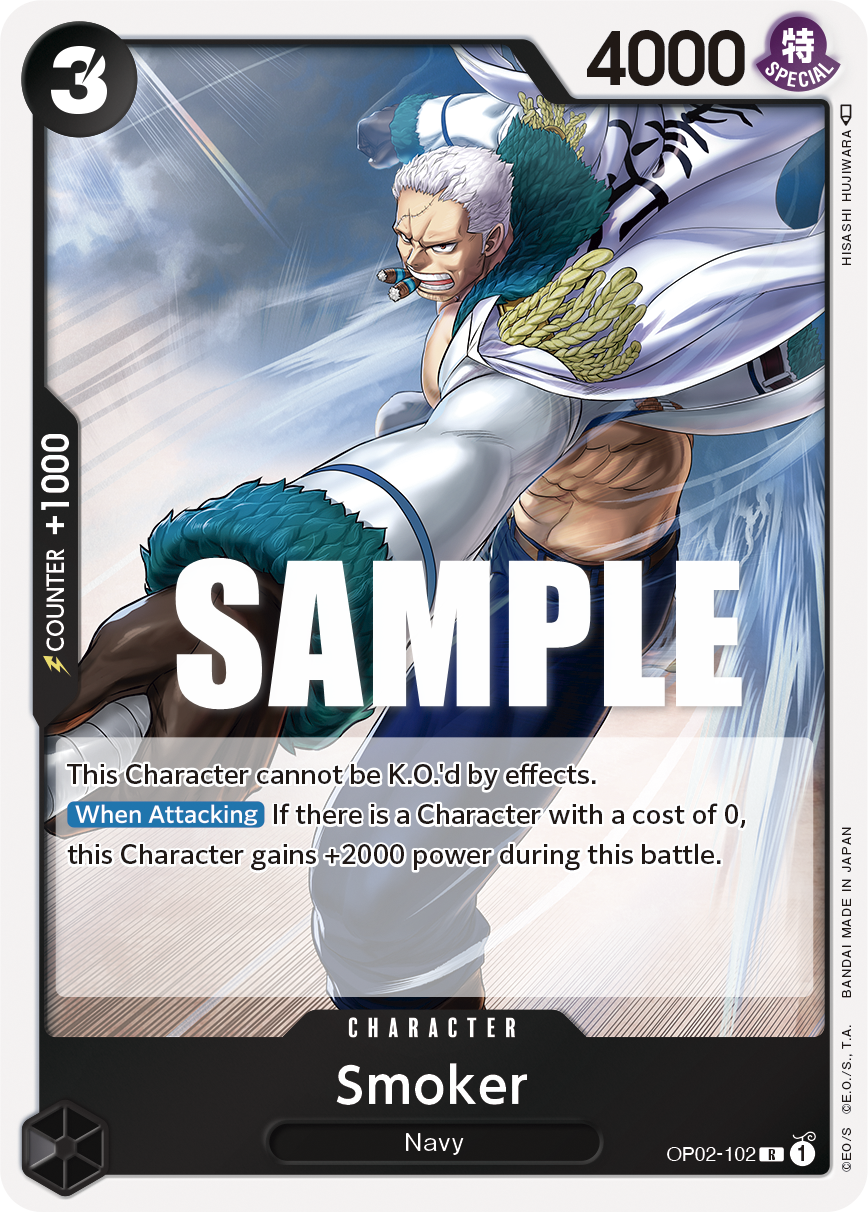 3
4000
特
SPECIAL
HISASHI HUJIWARA
COUNTER +1000
SAMPLE
This Character cannot be K.O.'d by effects.
When Attacking If there is a Character with a cost of 0,
this Character gains +2000 power during this battle.
CHARACTER
Smoker
Navy
OP02-102 R 1
©EO/S ©E.O./S., T.A. BANDAI MADE IN JAPAN